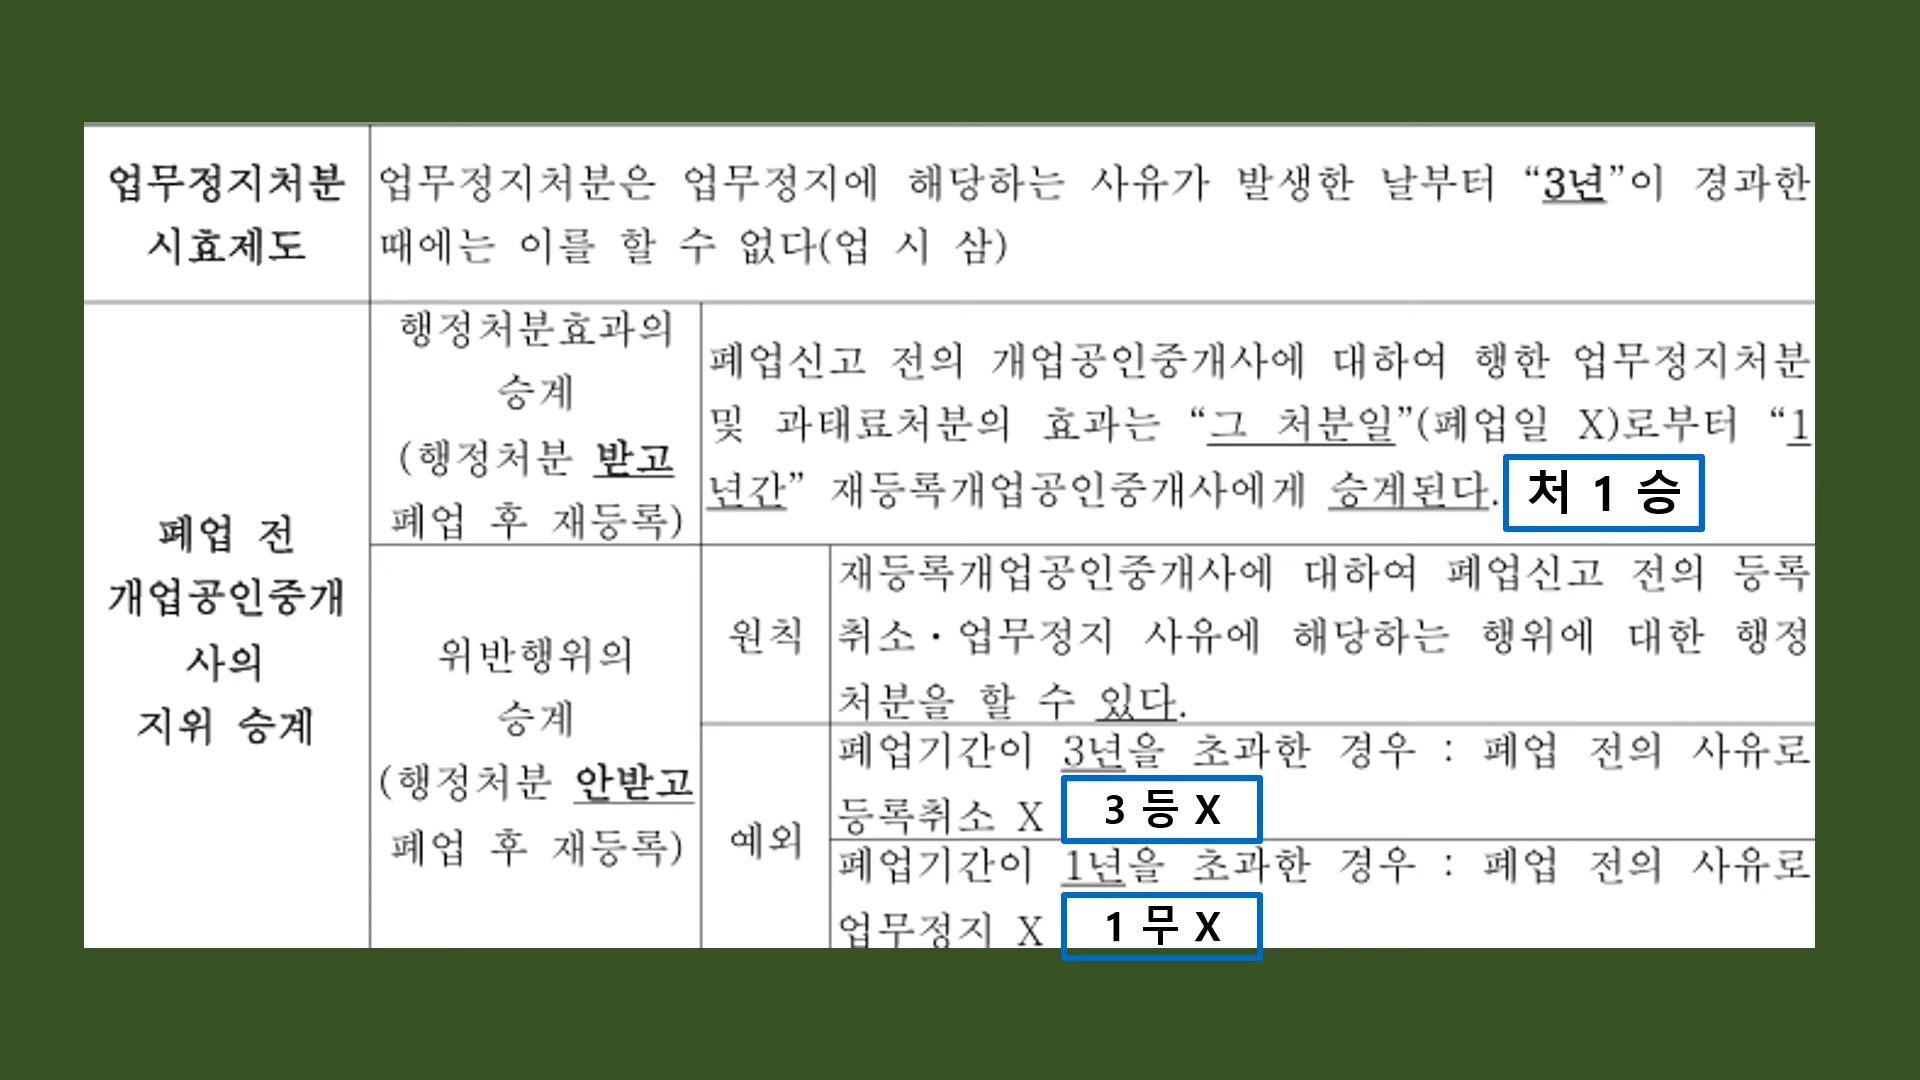 업무정지처분
시효제도
업무정지처분은 업무정지에 해당하는 사유가 발생한 날부터 “3년”이 경과한
때에는 이를 할 수 없다(업 시 삼)
폐업 전
개업공인중개
사의
지위 승계
행정처분효과의
승계
(행정처분 받고
폐업 후 재등록)
폐업신고 전의 개업공인중개사에 대하여 행한 업무정지처분
및 과태료처분의 효과는 “그 처분일”(폐업일 X)로부터 “1
년간” 재등록개업공인중개사에게 승계된다.
처 1 승
위반행위의
승계
(행정처분 안받고
폐업 후 재등록)
원칙
재등록개업공인중개사에 대하여 폐업신고 전의 등록
취소·업무정지 사유에 해당하는 행위에 대한 행정
처분을 할 수 있다.
예외
폐업기간이 3년을 초과한 경우 : 폐업 전의 사유로
등록취소 X
3 등 X
폐업기간이 1년을 초과한 경우 : 폐업 전의 사유로
업무정지 X
1 무 X